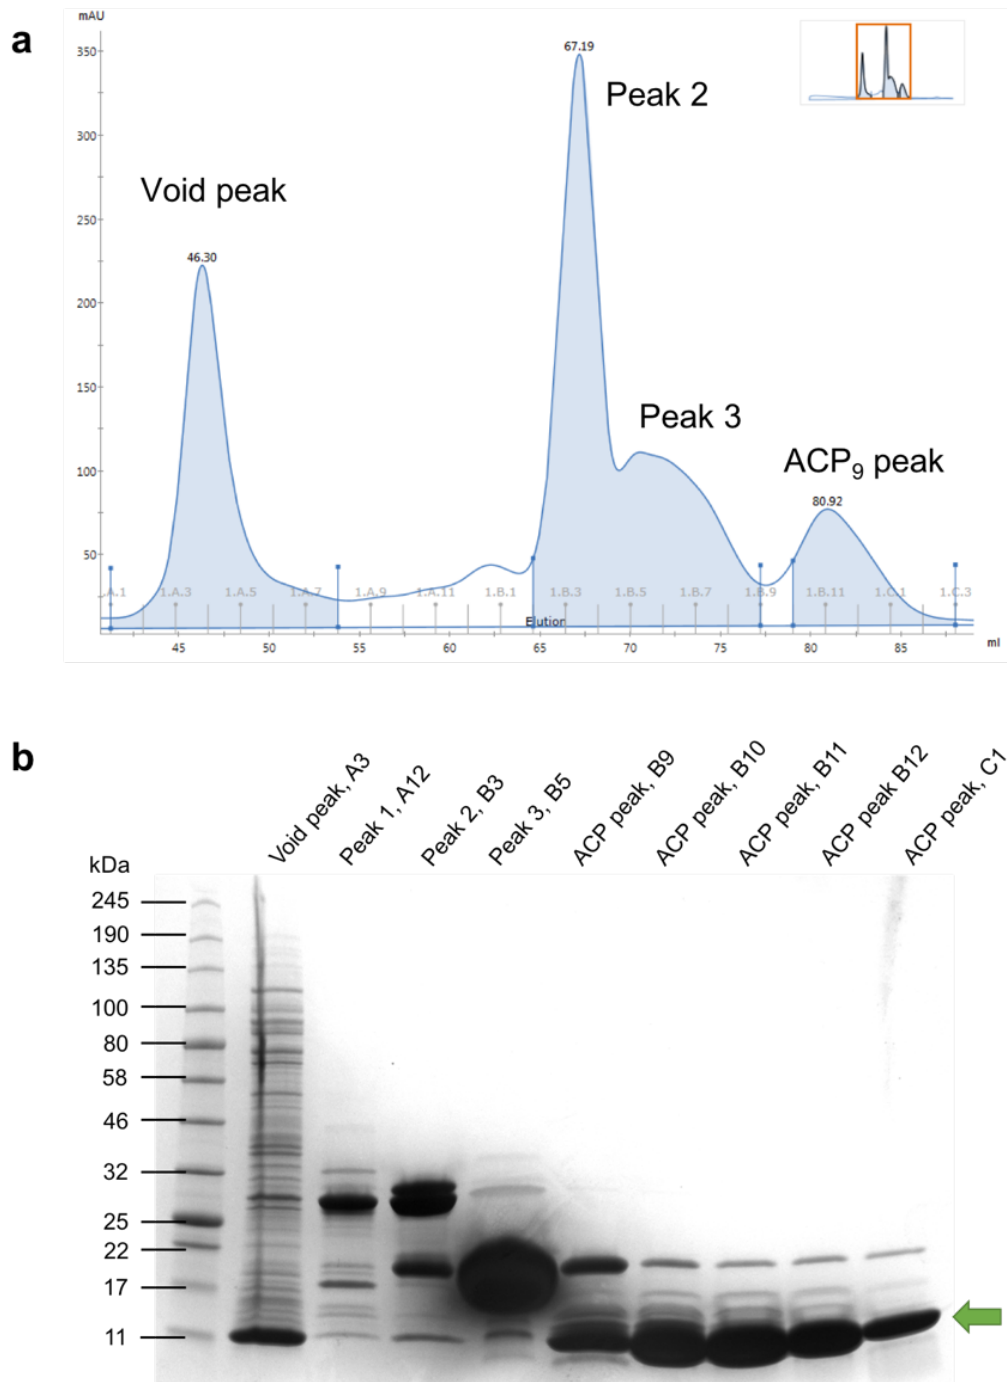 a
mAU
350
300
250
200
150
100
50
67.19
Peak 2
Void peak
46.30
Peak 3
ACP₉ peak
80.92
.A.1 1.A.3 1.A.5 1.A.7 1.A.9 1.A.11 1.B.1 1.B.3 1.B.5 1.B.7 1.B.9 1.B.11 1.C.1 1.C.3
Elution
45 50 55 60 65 70 75 80 85 ml
b
Void peak, A3
Peak 1, A12
Peak 2, B3
Peak 3, B5
ACP peak, B9
ACP peak, B10
ACP peak, B11
ACP peak B12
ACP peak, C1
kDa
245
190
135
100
80
58
46
32
25
22
17
11